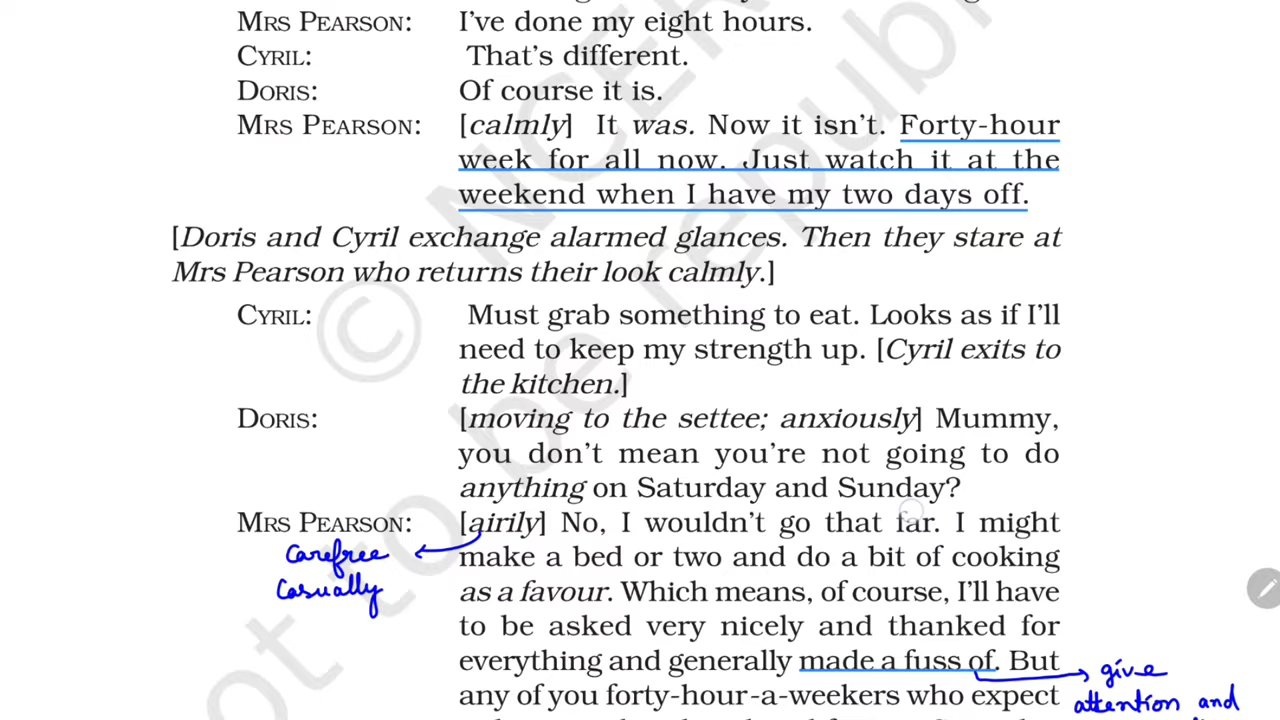 MRS PEARSON: I've done my eight hours.
CYRIL: That's different.
DORIS: Of course it is.
MRS PEARSON: [calmly] It was. Now it isn't. Forty-hour
week for all now. Just watch it at the
weekend when I have my two days off.
[Doris and Cyril exchange alarmed glances. Then they stare at
Mrs Pearson who returns their look calmly.]
CYRIL: Must grab something to eat. Looks as if I'll
need to keep my strength up. [Cyril exits to
the kitchen.]
DORIS: [moving to the settee; anxiously] Mummy,
you don't mean you're not going to do
anything on Saturday and Sunday?
MRS PEARSON: [airily] No, I wouldn't go that far. I might
carefree make a bed or two and do a bit of cooking
casually as a favour. Which means, of course, I'll have
to be asked very nicely and thanked for
everything and generally made a fuss of. But give
any of you forty-hour-a-weekers who expect attention and
© NCER
not to be republi